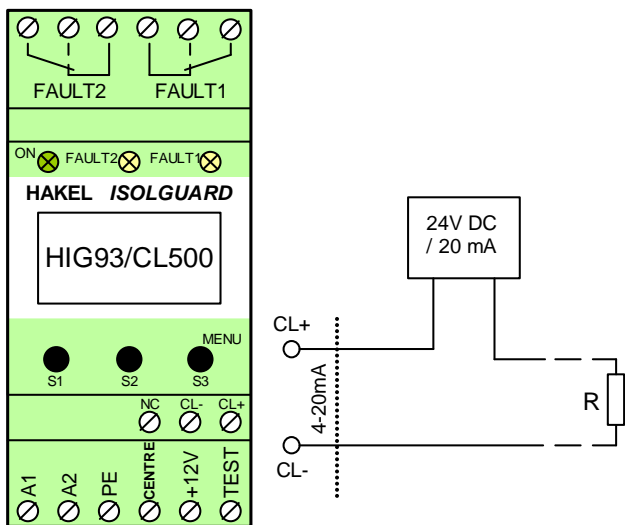 FAULT2 FAULT1
ON FAULT2 FAULT1
HAKEL ISOLGUARD
HIG93/CL500
MENU
S1 S2 S3
NC CL- CL+
A1 A2 PE CENTRE +12V TEST
24V DC
/ 20 mA
CL+
4-20mA
R
CL-